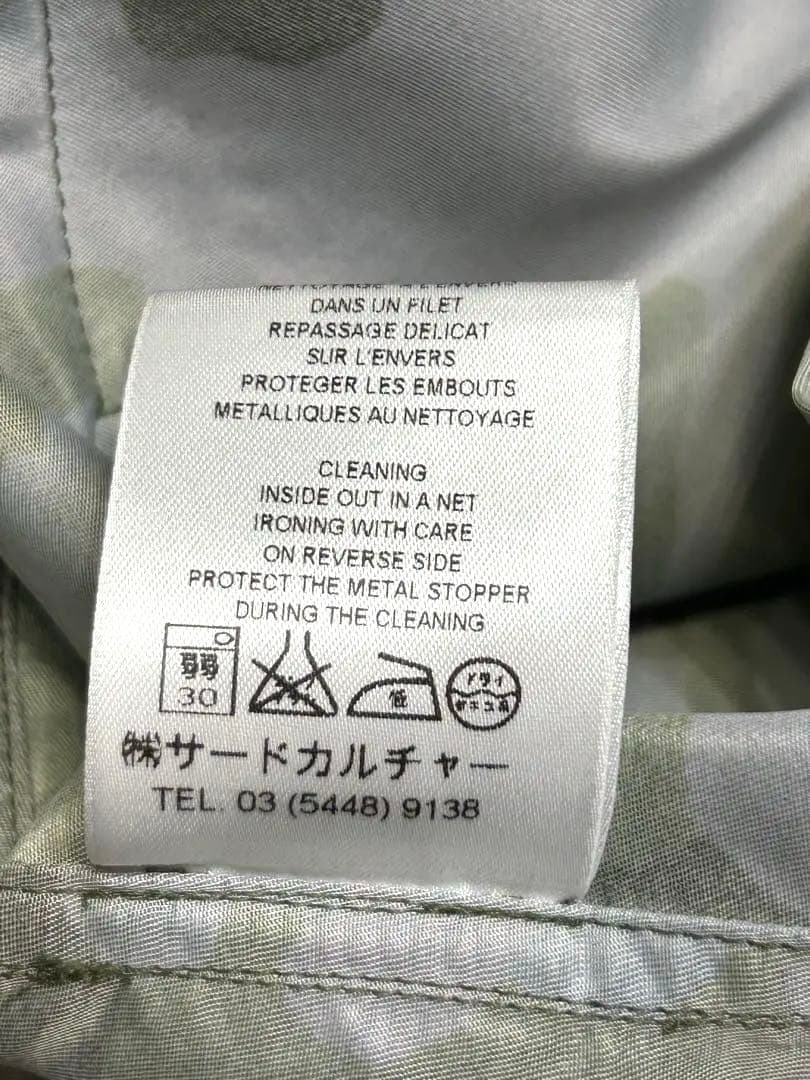 NETTOYAGE A L'ENVERS
DANS UN FILET
REPASSAGE DELICAT
SUR L'ENVERS
PROTEGER LES EMBOUTS
METALLIQUES AU NETTOYAGE
CLEANING
INSIDE OUT IN A NET
IRONING WITH CARE
ON REVERSE SIDE
PROTECT THE METAL STOPPER
DURING THE CLEANING
弱
30
低
ドライ
㈱サードカルチャー
TEL. 03 (5448) 9138